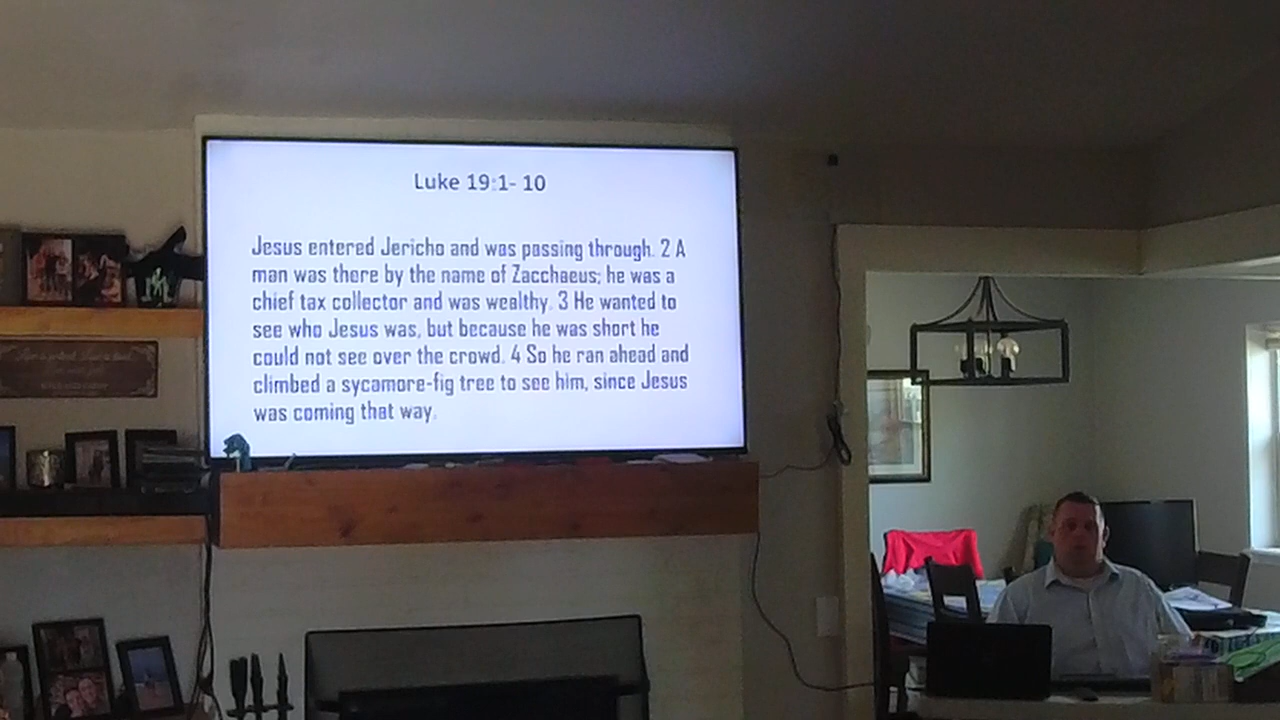 Luke 19:1- 10
Jesus entered Jericho and was passing through. 2 A
man was there by the name of Zacchaeus; he was a
chief tax collector and was wealthy. 3 He wanted to
see who Jesus was, but because he was short he
could not see over the crowd. 4 So he ran ahead and
climbed a sycamore-fig tree to see him, since Jesus
was coming that way.